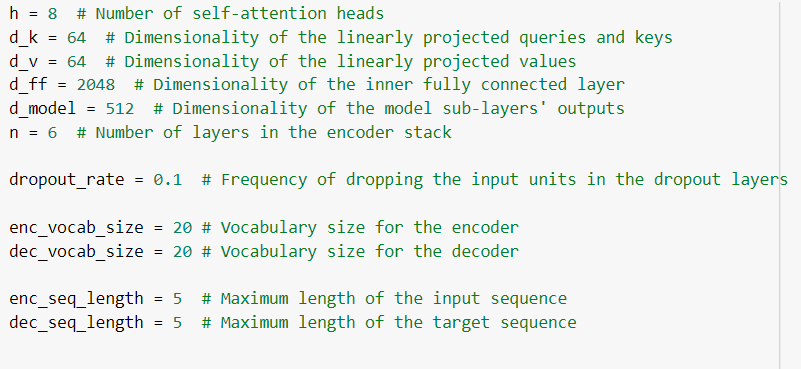 h = 8  # Number of self-attention heads
d_k = 64  # Dimensionality of the linearly projected queries and keys
d_v = 64  # Dimensionality of the linearly projected values
d_ff = 2048  # Dimensionality of the inner fully connected layer
d_model = 512  # Dimensionality of the model sub-layers' outputs
n = 6  # Number of layers in the encoder stack
dropout_rate = 0.1  # Frequency of dropping the input units in the dropout layers
enc_vocab_size = 20 # Vocabulary size for the encoder
dec_vocab_size = 20 # Vocabulary size for the decoder
enc_seq_length = 5  # Maximum length of the input sequence
dec_seq_length = 5  # Maximum length of the target sequence